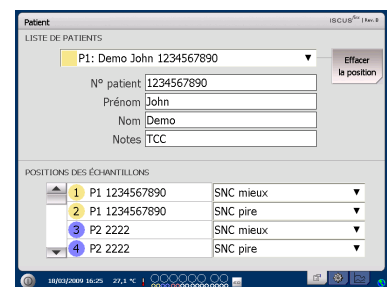 Patient
ISCUSflex | Rev. B
LISTE DE PATIENTS
P1: Demo John 1234567890
Effacer
la position
N° patient 1234567890
Prénom John
Nom Demo
Notes TCC
POSITIONS DES ÉCHANTILLONS
1 P1 1234567890 SNC mieux
2 P1 1234567890 SNC pire
3 P2 2222 SNC mieux
4 P2 2222 SNC pire
18/03/2009 16:25 27,1 °C